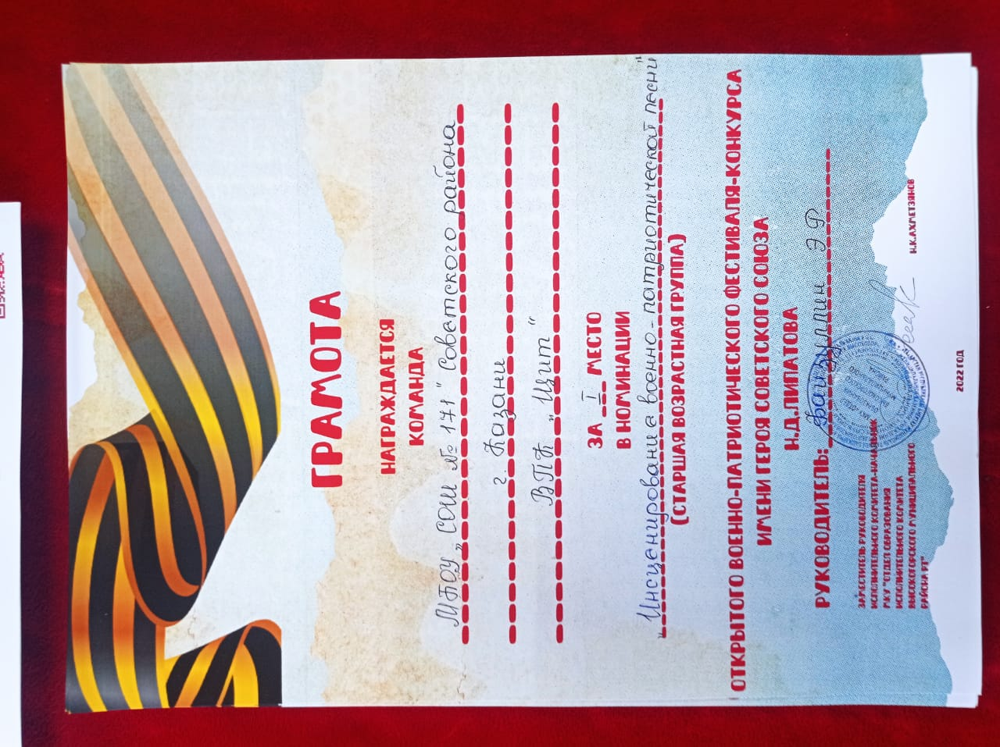 ГРАМОТА
НАГРАЖДАЕТСЯ
КОМАНДА
МБОУ „СОШ № 171" Советского района
г. Казани
ВПК „Щит"
ЗА I МЕСТО
В НОМИНАЦИИ
"Инсценирование военно-патриотической песни"
(СТАРШАЯ ВОЗРАСТНАЯ ГРУППА)
ОТКРЫТОГО ВОЕННО-ПАТРИОТИЧЕСКОГО ФЕСТИВАЛЯ-КОНКУРСА
ИМЕНИ ГЕРОЯ СОВЕТСКОГО СОЮЗА
Н.Д.ЛИПАТОВА
РУКОВОДИТЕЛЬ: Файзуллин Э Р
ЗАМЕСТИТЕЛЬ РУКОВОДИТЕЛЯ
ИСПОЛНИТЕЛЬНОГО КОМИТЕТА-НАЧАЛЬНИК
МКУ "ОТДЕЛ ОБРАЗОВАНИЯ
ИСПОЛНИТЕЛЬНОГО КОМИТЕТА
ВЫСОКОГОРСКОГО МУНИЦИПАЛЬНОГО
РАЙОНА РТ"
Н.К.АХМЕТЗЯНОВ
2022 ГОД